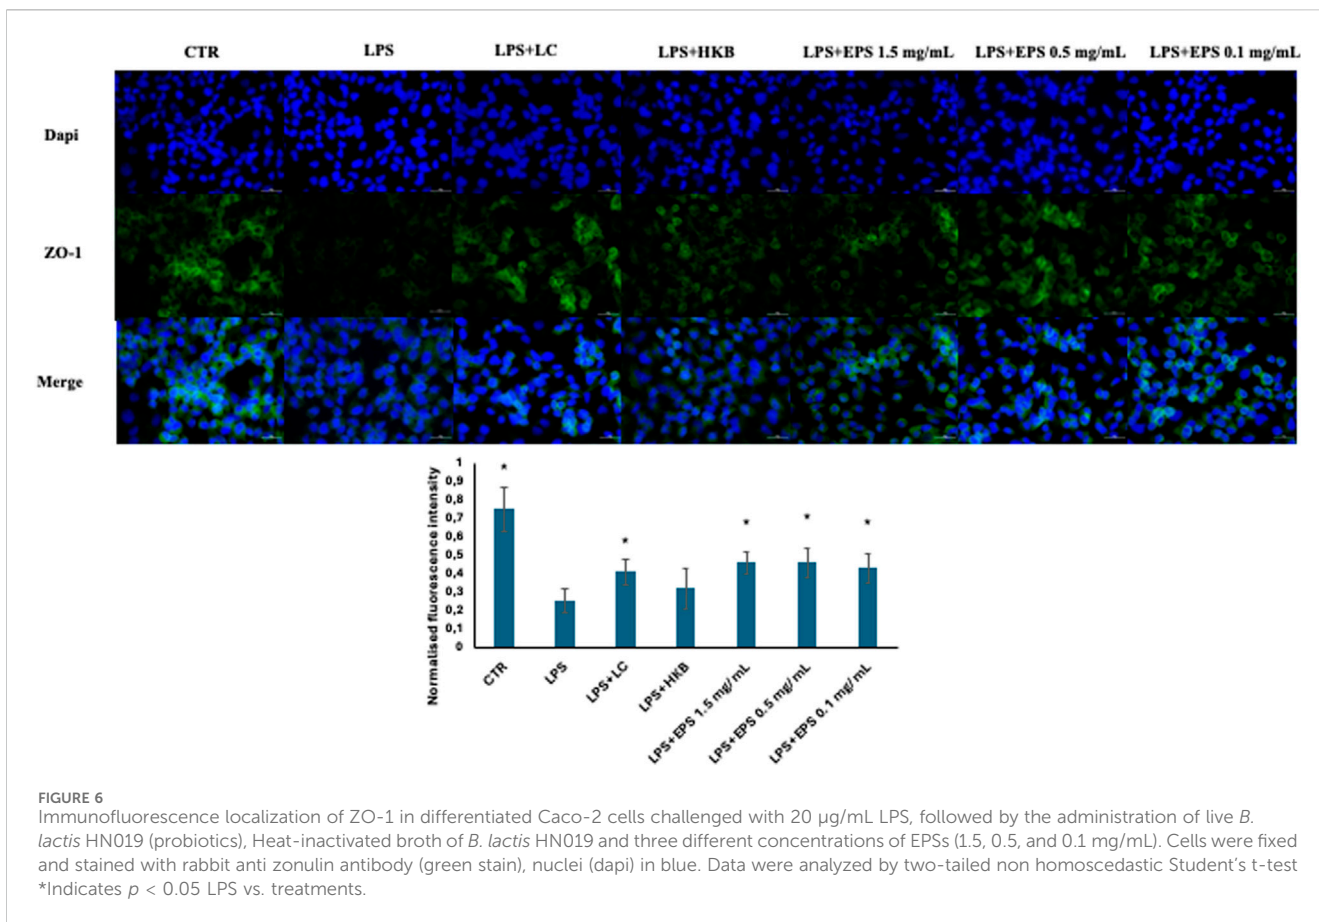 CTR LPS LPS+LC LPS+HKB LPS+EPS 1.5 mg/mL LPS+EPS 0.5 mg/mL LPS+EPS 0.1 mg/mL
Dapi
ZO-1
Merge
Normalised fluorescence intensity
1
0,9
0,8
0,7
0,6
0,5
0,4
0,3
0,2
0,1
0
* * * * *
CTR LPS LPS+LC LPS+HKB LPS+EPS 1.5 mg/mL LPS+EPS 0.5 mg/mL LPS+EPS 0.1 mg/mL
FIGURE 6
Immunofluorescence localization of ZO-1 in differentiated Caco-2 cells challenged with 20 µg/mL LPS, followed by the administration of live B.
lactis HN019 (probiotics), Heat-inactivated broth of B. lactis HN019 and three different concentrations of EPSs (1.5, 0.5, and 0.1 mg/mL). Cells were fixed
and stained with rabbit anti zonulin antibody (green stain), nuclei (dapi) in blue. Data were analyzed by two-tailed non homoscedastic Student's t-test
*Indicates p < 0.05 LPS vs. treatments.